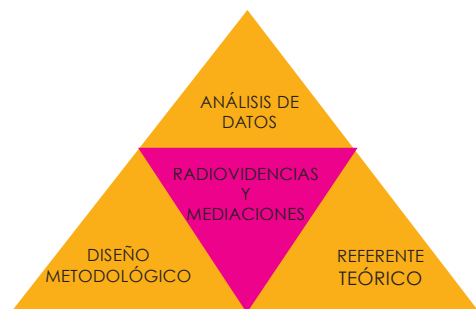 ANÁLISIS DE
DATOS
RADIOVIDENCIAS
Y
MEDIACIONES
DISEÑO
METODOLÓGICO
REFERENTE
TEÓRICO